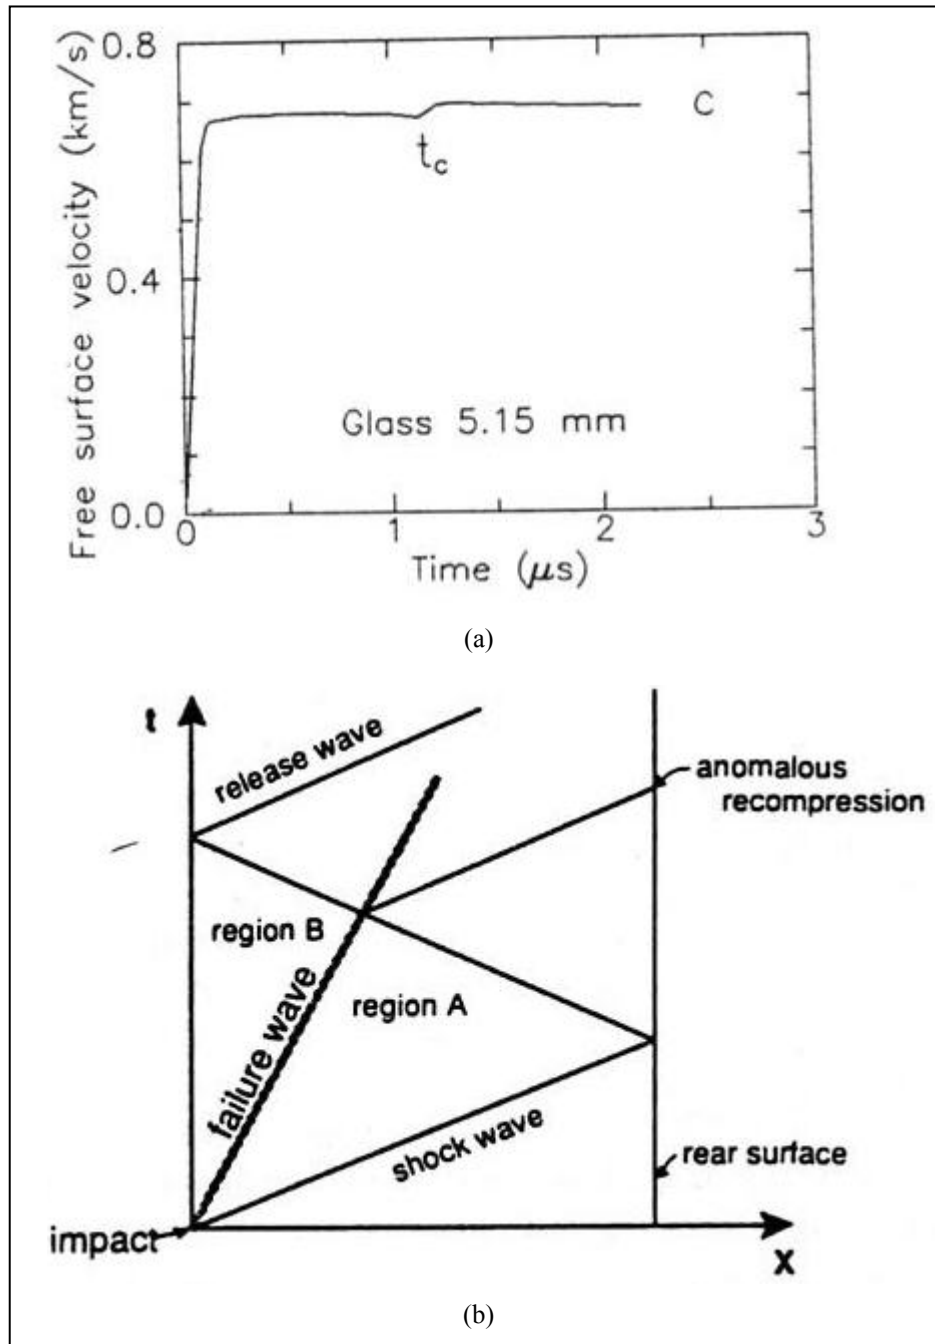 0.8
Free surface velocity (km/s)
C
t_c
0.4
Glass 5.15 mm
0.0
0
1
2
3
Time (μs)
(a)
t
release wave
anomalous
recompression
region B
region A
failure wave
shock wave
rear surface
impact
X
(b)